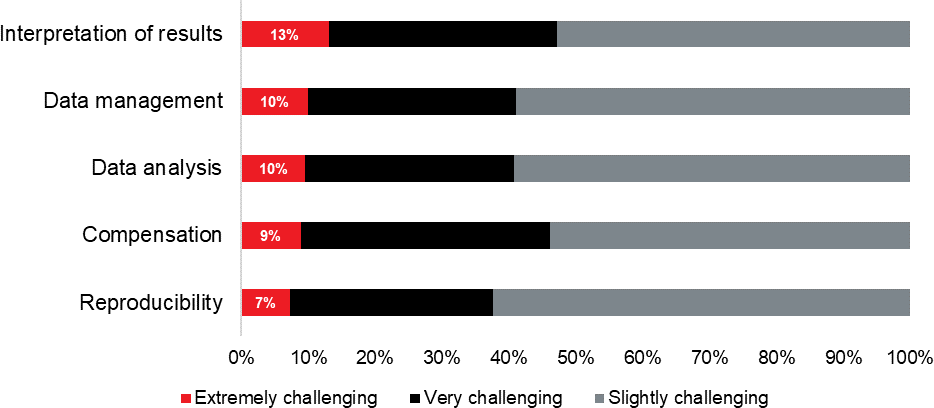 Interpretation of results
13%
Data management
10%
Data analysis
10%
Compensation
9%
Reproducibility
7%
0% 10% 20% 30% 40% 50% 60% 70% 80% 90% 100%
Extremely challenging Very challenging Slightly challenging